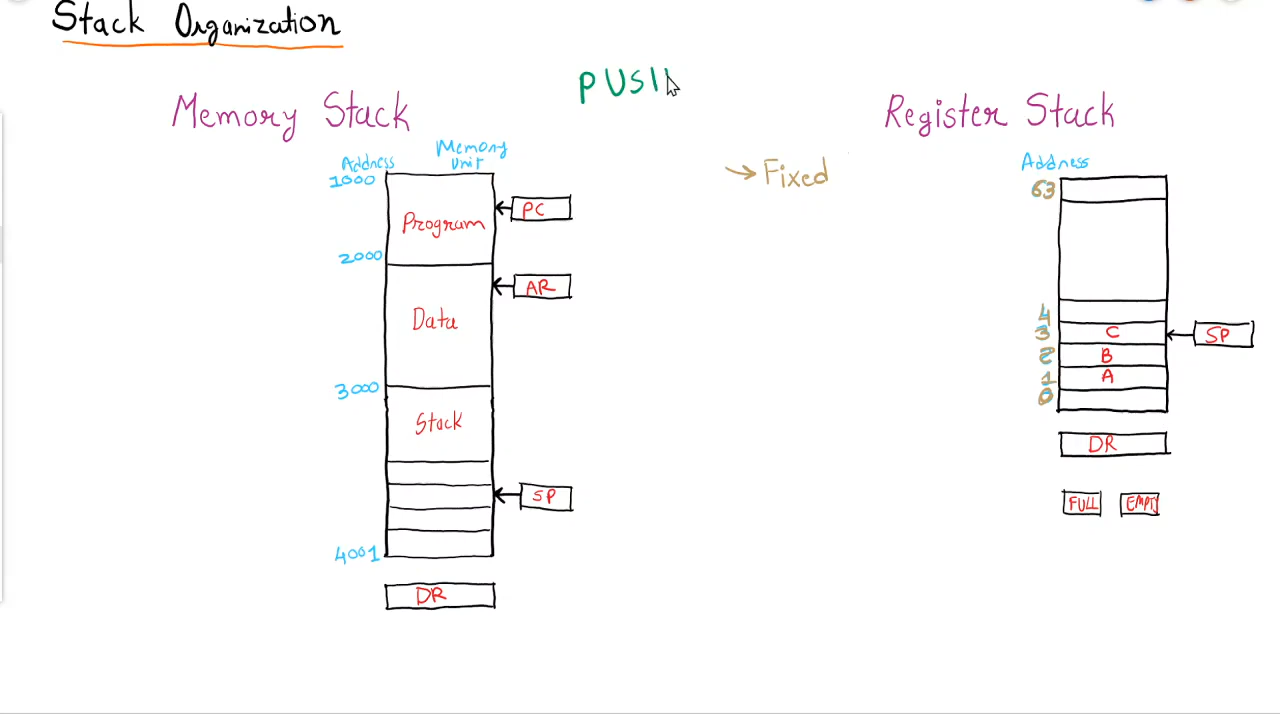 Stack Organization
PUSH
Memory Stack
Register Stack
Address
Memory
Unit
1000
Program
PC
2000
AR
Data
3000
Stack
SP
4001
DR
→ Fixed
Address
63
4
3
C
SP
2
B
1
A
0
DR
FULL
EMPTY